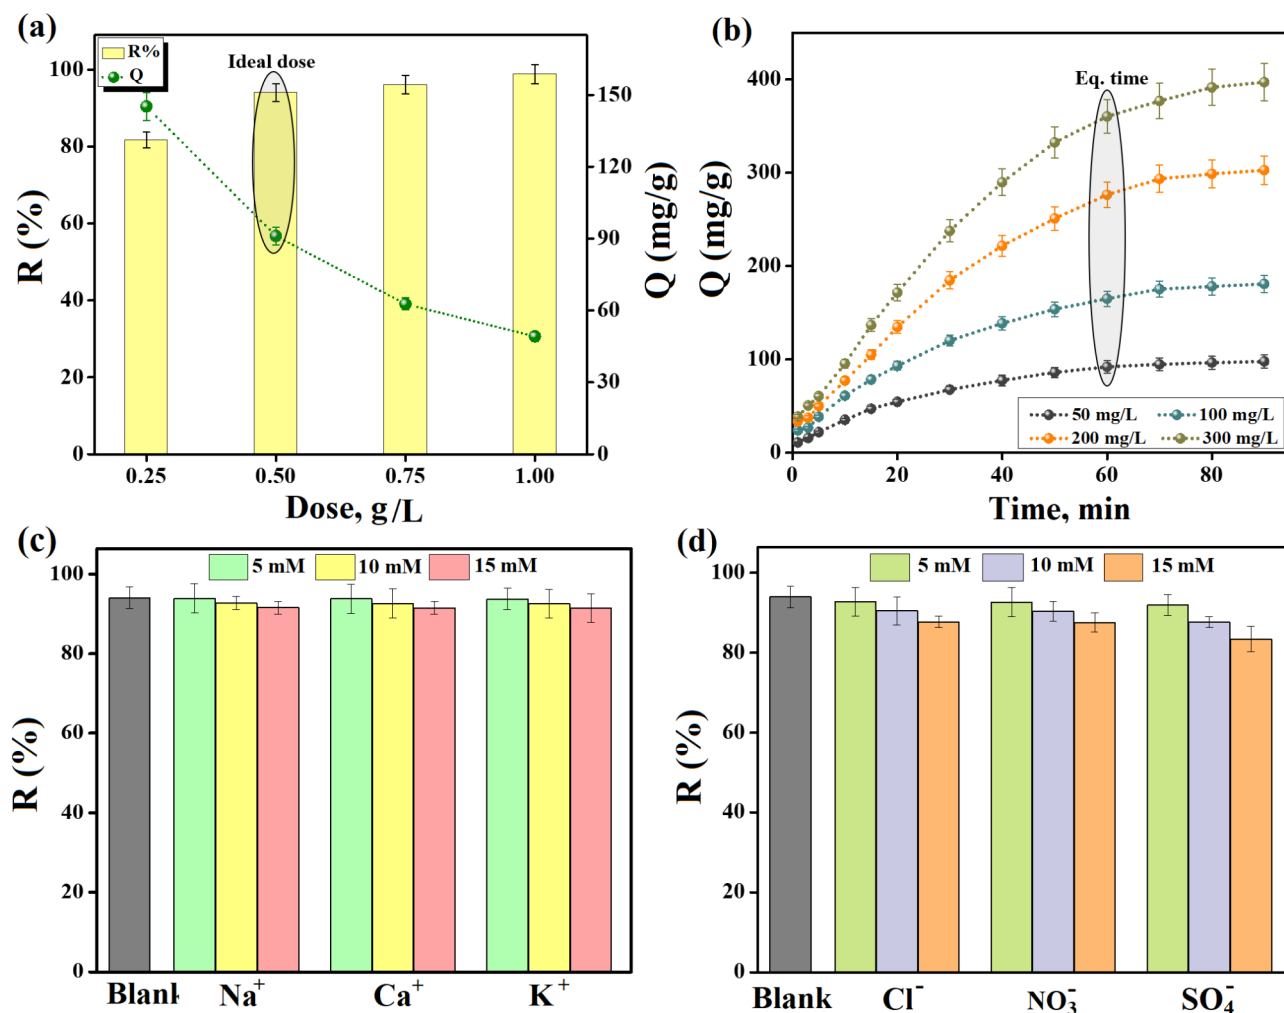 (a)
R%
Q
Ideal dose
100
80
60
40
20
0
R (%)
150
120
90
60
30
0
Q (mg/g)
0.25 0.50 0.75 1.00
Dose, g/L
(b)
Eq. time
400
300
200
100
0
Q (mg/g)
50 mg/L 100 mg/L
200 mg/L 300 mg/L
0 20 40 60 80
Time, min
(c)
5 mM 10 mM 15 mM
100
80
60
40
20
0
R (%)
Blank Na⁺ Ca⁺ K⁺
(d)
5 mM 10 mM 15 mM
100
80
60
40
20
0
R (%)
Blank Cl⁻ NO₃⁻ SO₄⁻